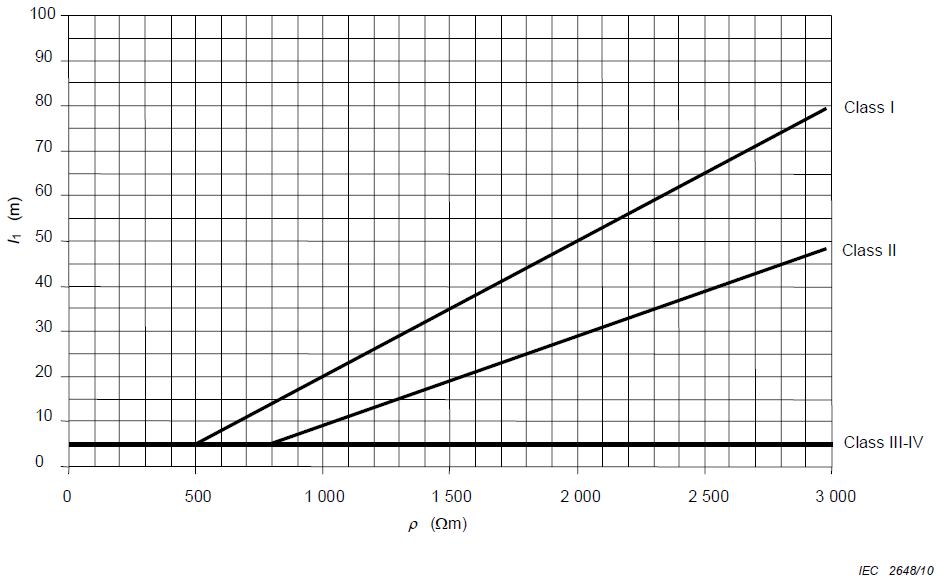 100
90
80
70
60
50
40
30
20
10
0
l1 (m)
Class I
Class II
Class III-IV
0 500 1 000 1 500 2 000 2 500 3 000
ρ (Ωm)
IEC 2648/10